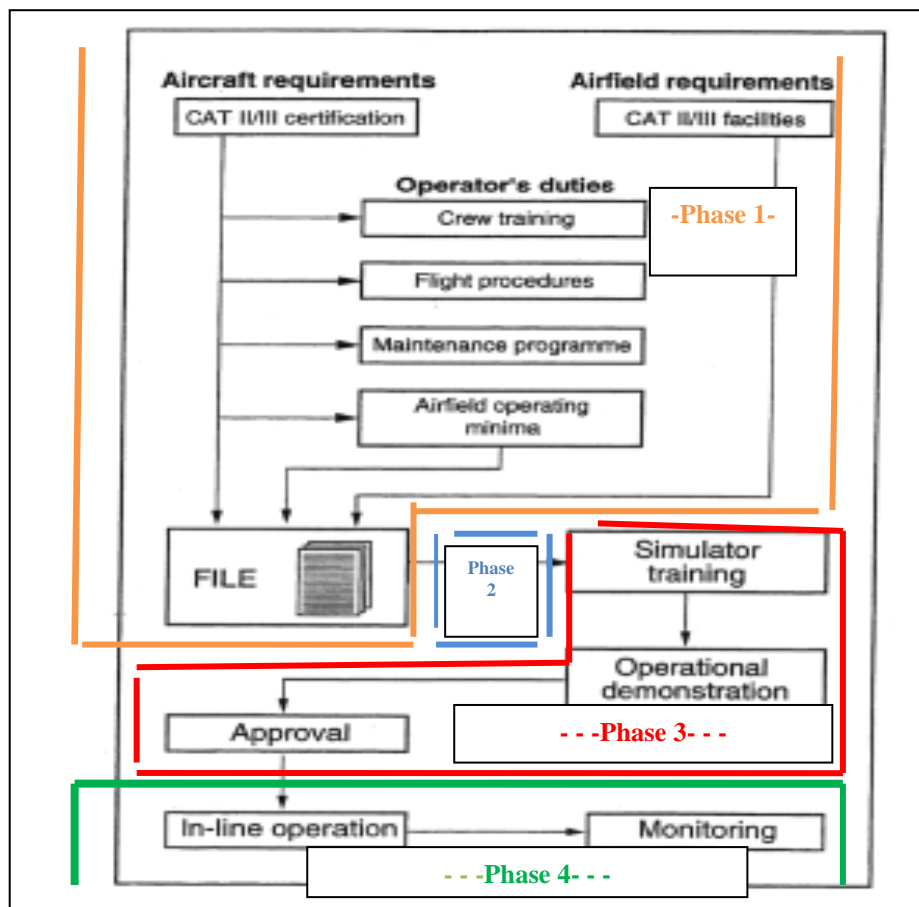 Aircraft requirements
CAT II/III certification
Airfield requirements
CAT II/III facilities
Operator's duties
Crew training
-Phase 1-
Flight procedures
Maintenance programme
Airfield operating
minima
FILE
Phase
2
Simulator
training
Operational
demonstration
Approval
- - -Phase 3- - -
In-line operation
Monitoring
- - -Phase 4- - -